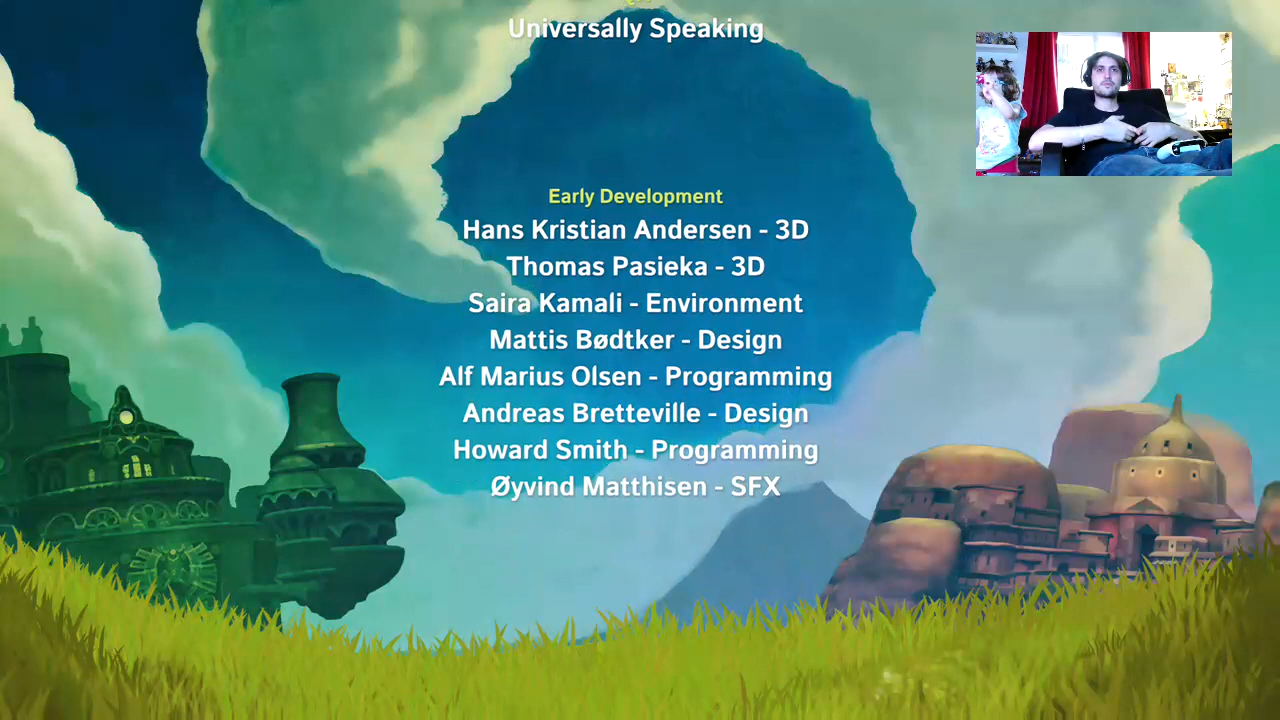 Universally Speaking
Early Development
Hans Kristian Andersen - 3D
Thomas Pasieka - 3D
Saira Kamali - Environment
Mattis Bødtker - Design
Alf Marius Olsen - Programming
Andreas Bretteville - Design
Howard Smith - Programming
Øyvind Matthisen - SFX